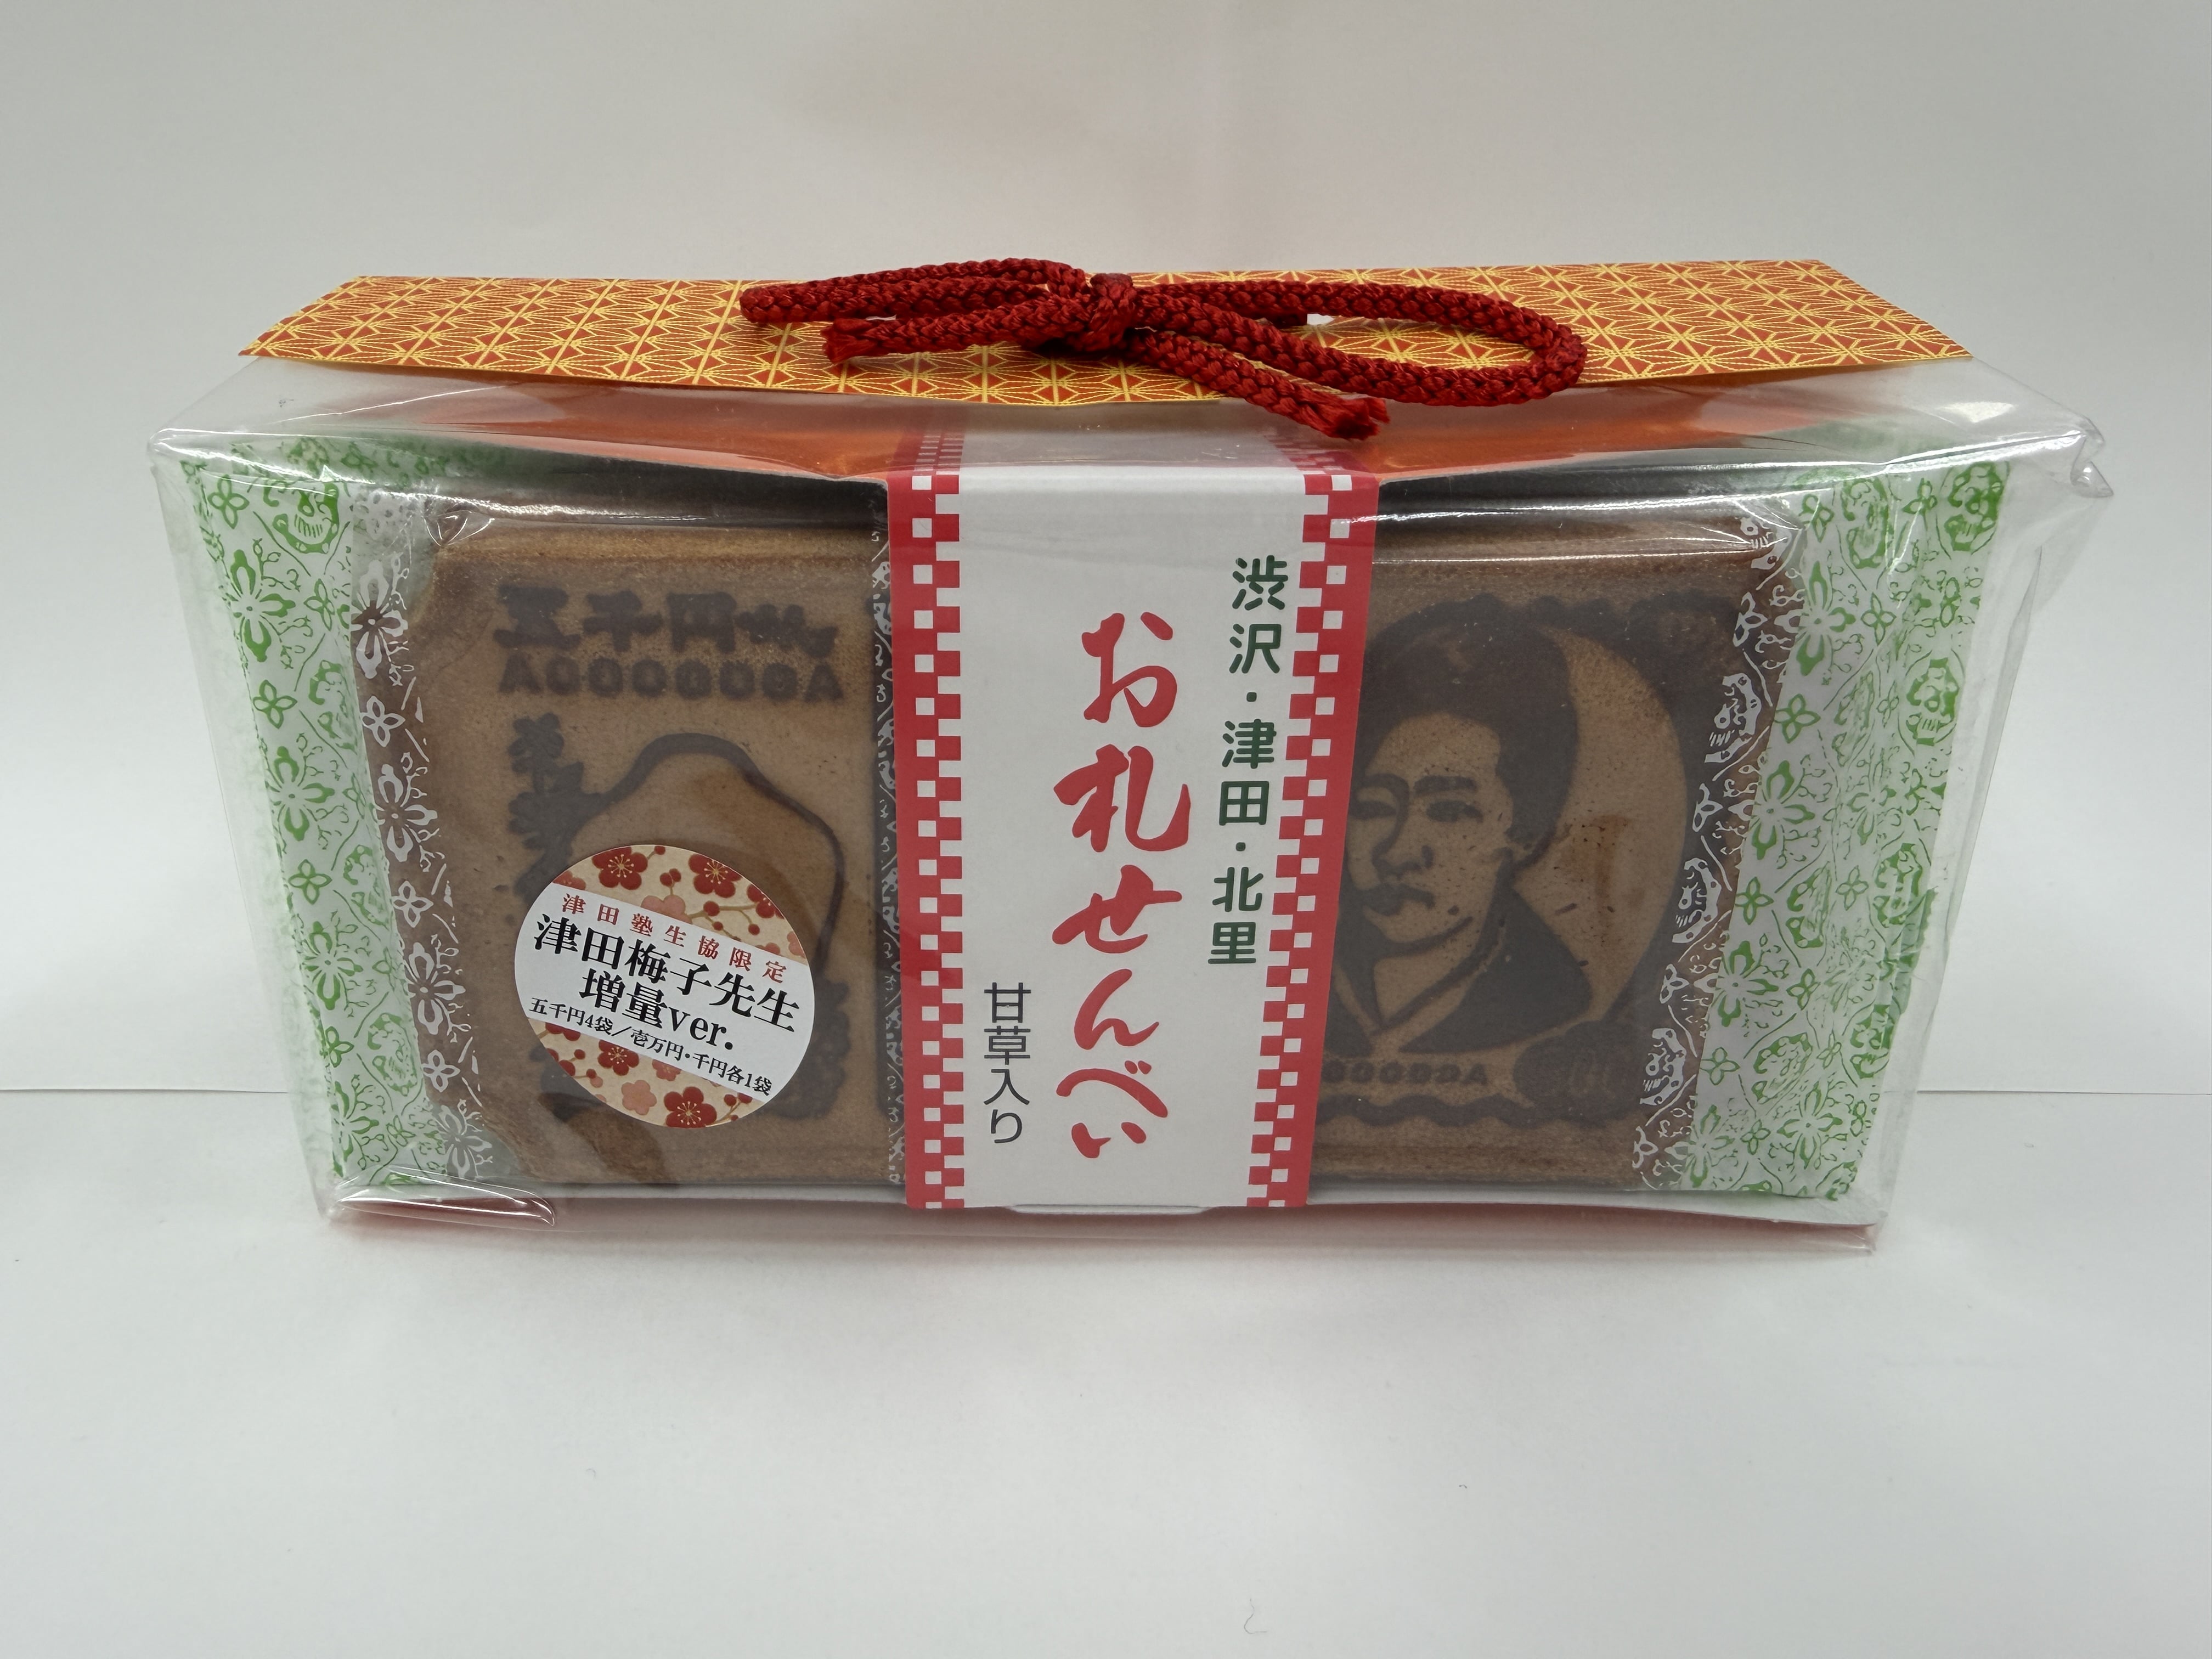 五千円札
AOOOOOOOA
津田塾生協限定
津田梅子先生
増量ver.
五千円4袋／壱万円・千円各1袋
渋沢・津田・北里
お札せんべい
甘草入り